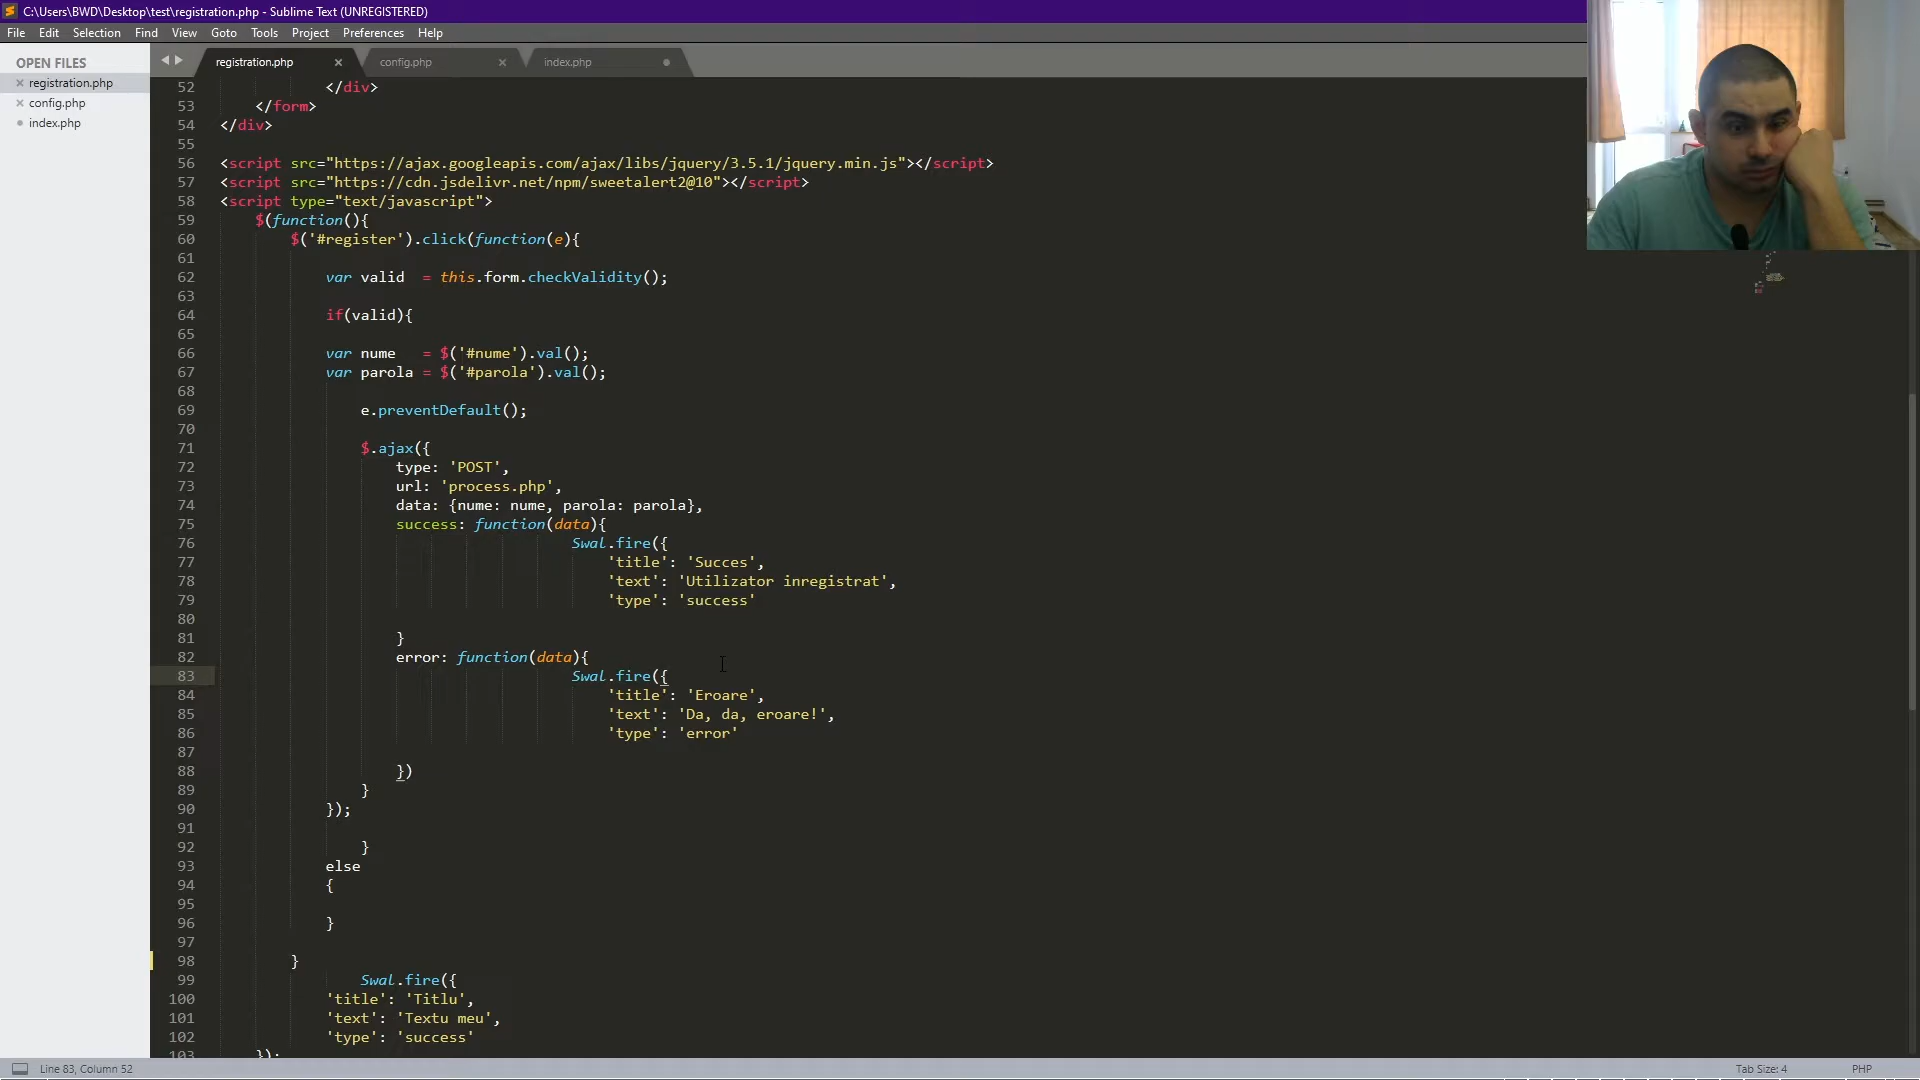 C:\Users\BWD\Desktop\test\registration.php - Sublime Text (UNREGISTERED)
File Edit Selection Find View Goto Tools Project Preferences Help
OPEN FILES
registration.php
config.php
index.php
registration.php config.php index.php
52 </div>
53 </form>
54 </div>
55
56 <script src="https://ajax.googleapis.com/ajax/libs/jquery/3.5.1/jquery.min.js"></script>
57 <script src="https://cdn.jsdelivr.net/npm/sweetalert2@10"></script>
58 <script type="text/javascript">
59 $(function(){
60 $('#register').click(function(e){
61
62 var valid = this.form.checkValidity();
63
64 if(valid){
65
66 var nume = $('#nume').val();
67 var parola = $('#parola').val();
68
69 e.preventDefault();
70
71 $.ajax({
72 type: 'POST',
73 url: 'process.php',
74 data: {nume: nume, parola: parola},
75 success: function(data){
76 Swal.fire({
77 'title': 'Succes',
78 'text': 'Utilizator inregistrat',
79 'type': 'success'
80
81 }
82 error: function(data){
83 Swal.fire({
84 'title': 'Eroare',
85 'text': 'Da, da, eroare!',
86 'type': 'error'
87
88 })
89 }
90 });
91
92 }
93 else
94 {
95
96 }
97
98 }
99 Swal.fire({
100 'title': 'Titlu',
101 'text': 'Textu meu',
102 'type': 'success'
103 });
Line 83, Column 52
Tab Size: 4 PHP